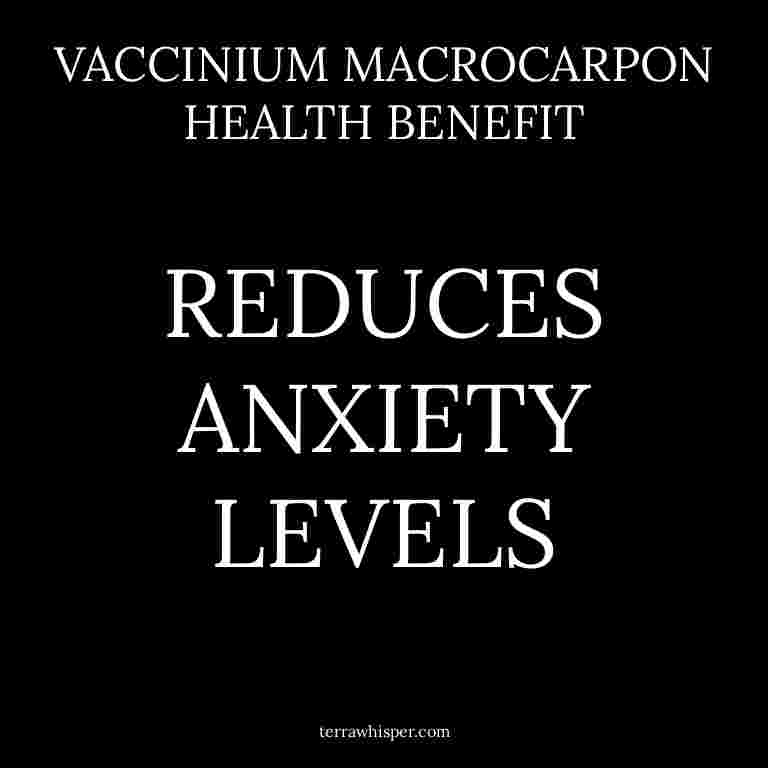 VACCINIUM MACROCARPON
HEALTH BENEFIT
REDUCES
ANXIETY
LEVELS
terrawhisper.com